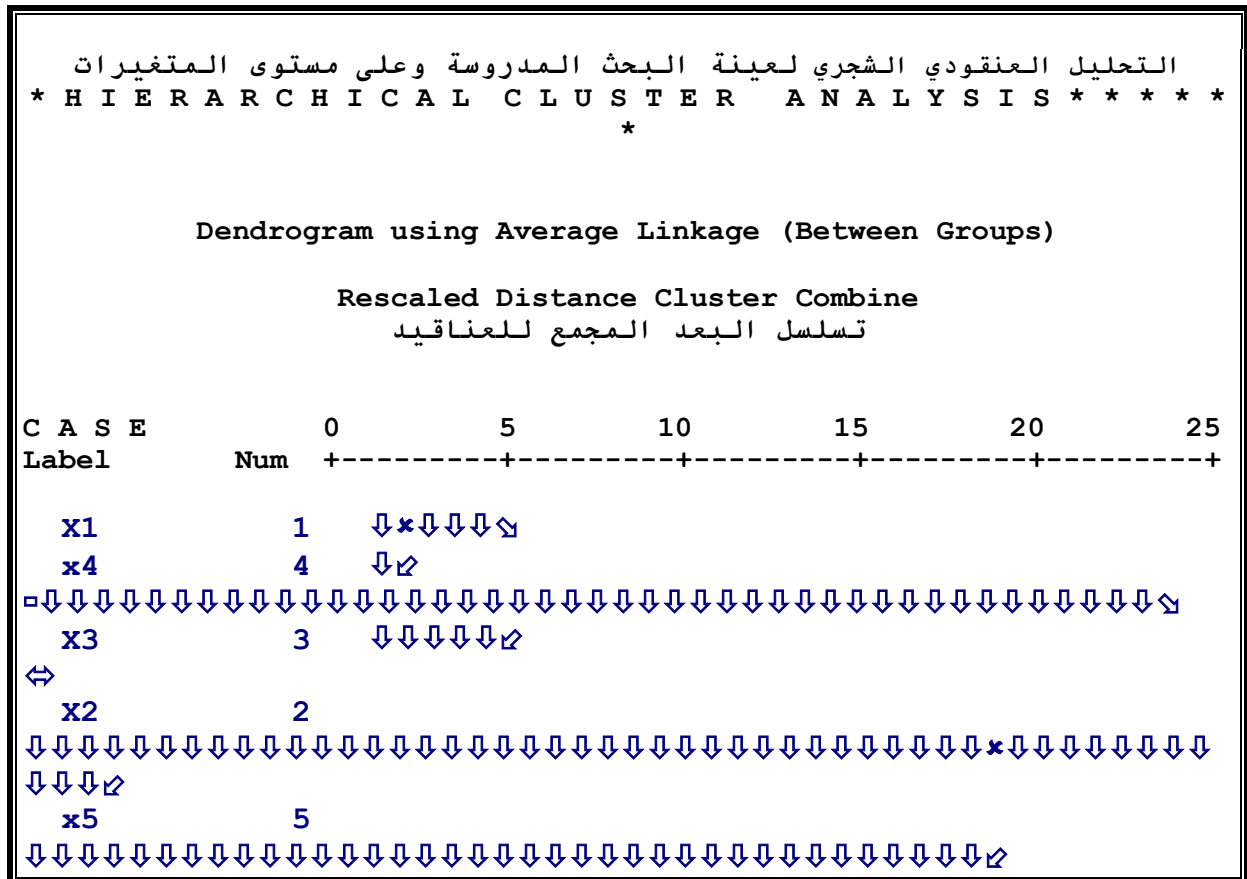 التحليل العنقودي الشجري لعينة البحث المدروسة وعلى مستوى المتغيرات
* H I E R A R C H I C A L   C L U S T E R   A N A L Y S I S * * * * *
*
Dendrogram using Average Linkage (Between Groups)
Rescaled Distance Cluster Combine
تسلسل البعد المجمع للعناقيد
C A S E 0 5 10 15 20 25
Label Num +---------+---------+---------+---------+---------+
X1 1 ⇩×⇩⇩⇩⬂
x4 4 ⇩⬃
▫⇩⇩⇩⇩⇩⇩⇩⇩⇩⇩⇩⇩⇩⇩⇩⇩⇩⇩⇩⇩⇩⇩⇩⇩⇩⇩⇩⇩⇩⇩⇩⇩⇩⇩⇩⇩⇩⇩⇩⇩⇩⇩⇩⬂
X3 3 ⇩⇩⇩⇩⇩⬃
⬄
X2 2
⇩⇩⇩⇩⇩⇩⇩⇩⇩⇩⇩⇩⇩⇩⇩⇩⇩⇩⇩⇩⇩⇩⇩⇩⇩⇩⇩⇩⇩⇩⇩⇩⇩⇩⇩⇩⇩×⇩⇩⇩⇩⇩⇩⇩⇩
⇩⇩⇩⬃
x5 5
⇩⇩⇩⇩⇩⇩⇩⇩⇩⇩⇩⇩⇩⇩⇩⇩⇩⇩⇩⇩⇩⇩⇩⇩⇩⇩⇩⇩⇩⇩⇩⇩⇩⇩⇩⇩⇩⬃